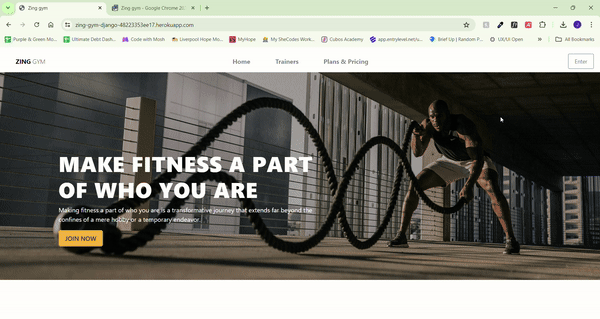 Zing gym
Zing gym - Google Chrome 20
zing-gym-django-48223353ee17.herokuapp.com
Purple & Green Mo...
Ultimate Debt Dash...
Code with Mosh
Liverpool Hope Mo...
MyHope
My SheCodes Work...
Cubos Academy
app.entrylevel.net/u...
Brief Up | Random P...
UX/UI Open
All Bookmarks
ZING GYM
Home
Trainers
Plans & Pricing
Enter
MAKE FITNESS A PART
OF WHO YOU ARE
Making fitness a part of who you are is a transformative journey that extends far beyond the
confines of a mere hobby or a temporary endeavor.
JOIN NOW